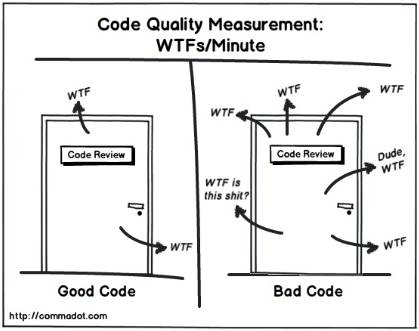 Code Quality Measurement:
WTFs/Minute
WTF
Code Review
WTF
Good Code
WTF
WTF
WTF
Code Review
Dude,
WTF
WTF is
this shit?
WTF
Bad Code
http://commadot.com